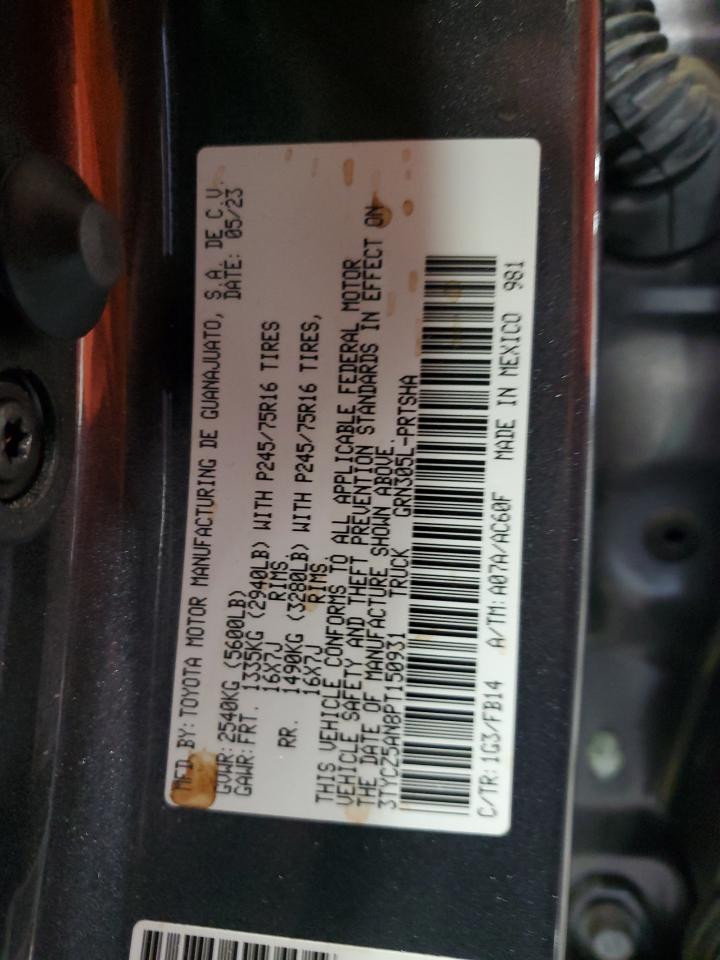 MFD BY: TOYOTA MOTOR MANUFACTURING DE GUANAJUATO, S.A. DE C.V.
DATE: 05/23
GVWR: 2540KG (5600LB)
GAWR: FRT. 1335KG (2940LB) WITH P245/75R16 TIRES
16X7J RIMS.
RR. 1490KG (3280LB) WITH P245/75R16 TIRES,
16X7J RIMS
THIS VEHICLE CONFORMS TO ALL APPLICABLE FEDERAL MOTOR
VEHICLE SAFETY AND THEFT PREVENTION STANDARDS IN EFFECT ON
THE DATE OF MANUFACTURE SHOWN ABOVE.
3TYCZ5AN8PT150931 TRUCK GRN305L-PRTSHA
C/TR: 1G3/FB14 A/TM: A07A/AC60F MADE IN MEXICO 981